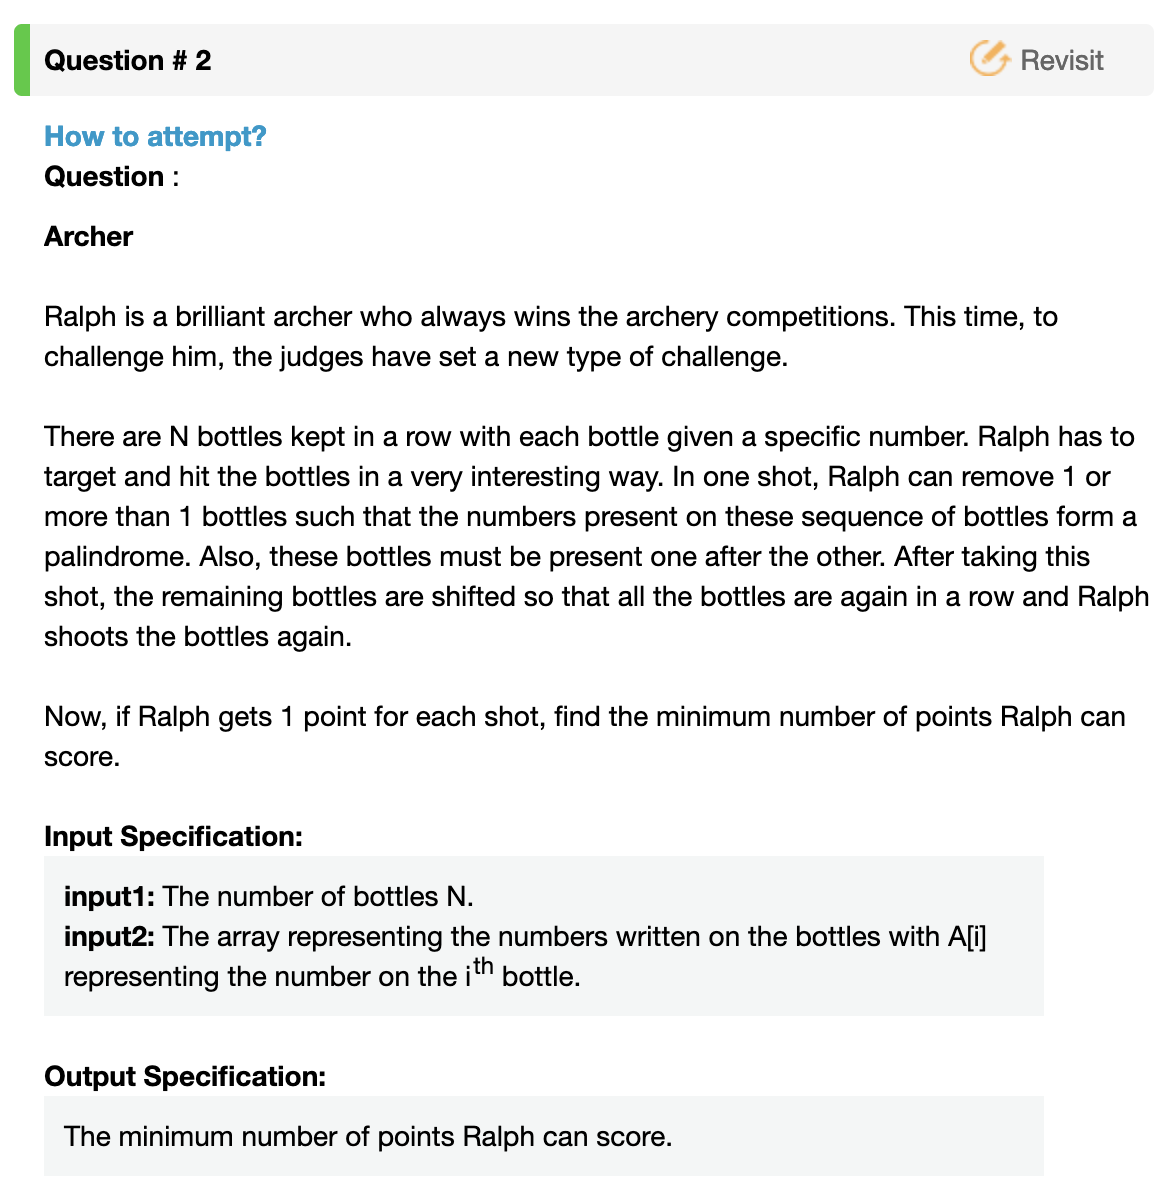 Question # 2
Revisit
How to attempt?
Question :
Archer
Ralph is a brilliant archer who always wins the archery competitions. This time, to
challenge him, the judges have set a new type of challenge.
There are N bottles kept in a row with each bottle given a specific number. Ralph has to
target and hit the bottles in a very interesting way. In one shot, Ralph can remove 1 or
more than 1 bottles such that the numbers present on these sequence of bottles form a
palindrome. Also, these bottles must be present one after the other. After taking this
shot, the remaining bottles are shifted so that all the bottles are again in a row and Ralph
shoots the bottles again.
Now, if Ralph gets 1 point for each shot, find the minimum number of points Ralph can
score.
Input Specification:
input1: The number of bottles N.
input2: The array representing the numbers written on the bottles with A[i]
representing the number on the ith bottle.
Output Specification:
The minimum number of points Ralph can score.